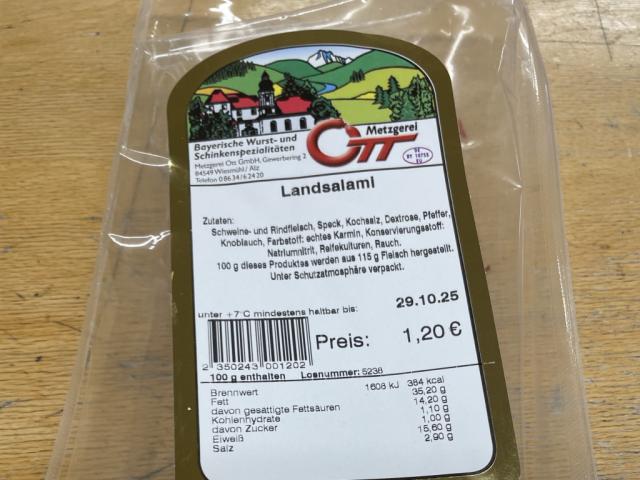 Bayerische Wurst- und
Schinkenspezialitäten
Metzgerei Ott GmbH, Gewerbering 2
84549 Wiesmühl / Alz
Telefon 0 86 34/6 24 20
Metzgerei
OTT
DE
BY 10755
EG
Landsalami
Zutaten:
Schweine- und Rindfleisch, Speck, Kochsalz, Dextrose, Pfeffer,
Knoblauch, Farbstoff: echtes Karmin, Konservierungsstoff:
Natriumnitrit, Reifekulturen, Rauch.
100 g dieses Produktes werden aus 115 g Fleisch hergestellt.
Unter Schutzatmosphäre verpackt.
unter +7°C mindestens haltbar bis: 29.10.25
Preis: 1,20 €
2 350243 001202
100 g enthalten Losnummer: 5238
Brennwert 1608 kJ 384 kcal
Fett 35,20 g
davon gesättigte Fettsäuren 14,20 g
Kohlenhydrate 1,10 g
davon Zucker 1,00 g
Eiweiß 15,60 g
Salz 2,90 g